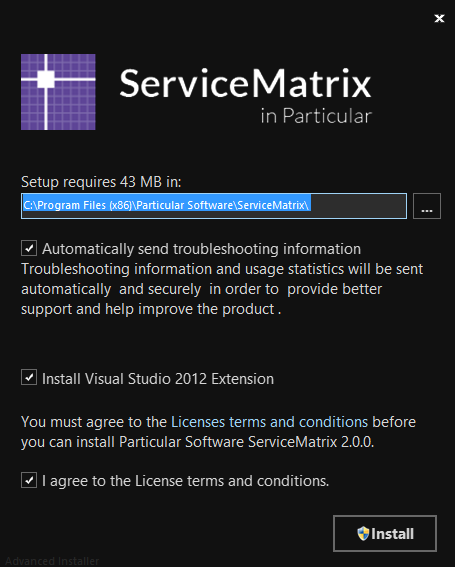 ServiceMatrix
in Particular
Setup requires 43 MB in:
C:\Program Files (x86)\Particular Software\ServiceMatrix\
...
Automatically send troubleshooting information
Troubleshooting information and usage statistics will be sent
automatically and securely in order to provide better
support and help improve the product .
Install Visual Studio 2012 Extension
You must agree to the Licenses terms and conditions before
you can install Particular Software ServiceMatrix 2.0.0.
I agree to the License terms and conditions.
Install
Advanced Installer